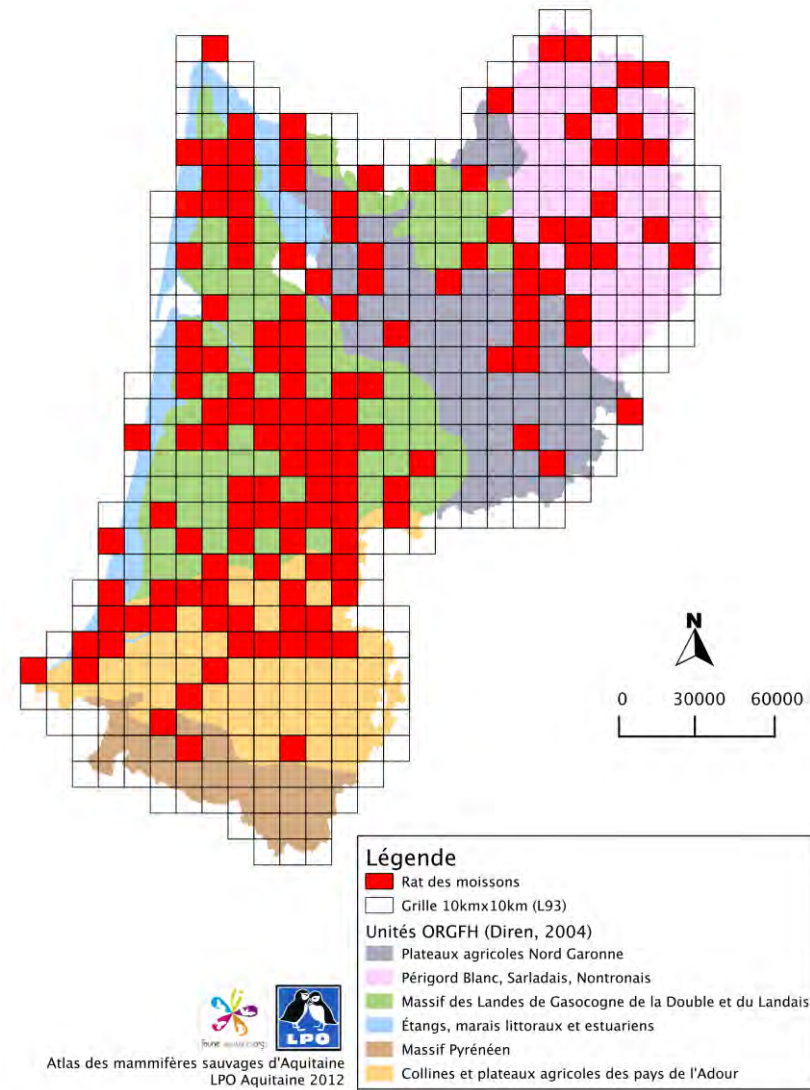 N
0 30000 60000
Légende
Rat des moissons
Grille 10kmx10km (L93)
Unités ORGFH (Diren, 2004)
Plateaux agricoles Nord Garonne
Périgord Blanc, Sarladais, Nontronais
Massif des Landes de Gasocogne de la Double et du Landais
Étangs, marais littoraux et estuariens
Massif Pyrénéen
Collines et plateaux agricoles des pays de l'Adour
LPO
Atlas des mammifères sauvages d'Aquitaine
LPO Aquitaine 2012